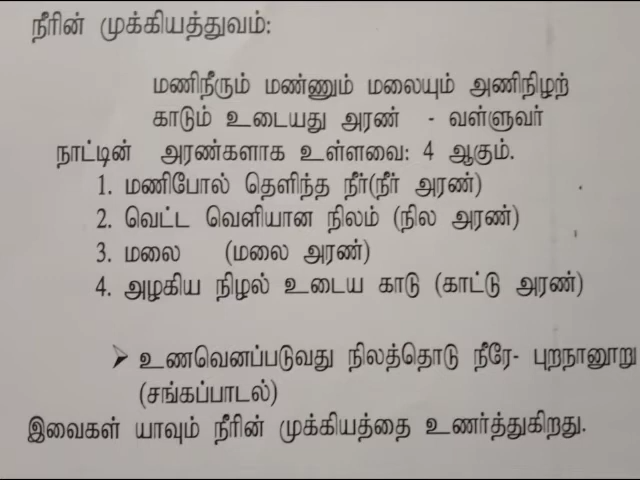 நீரின் முக்கியத்துவம்:
மணிநீரும் மண்ணும் மலையும் அணிநிழற்
காடும் உடையது அரண் - வள்ளுவர்
நாட்டின் அரண்களாக உள்ளவை: 4 ஆகும்.
1. மணிபோல் தெளிந்த நீர்(நீர் அரண்)
2. வெட்ட வெளியான நிலம் (நில அரண்)
3. மலை (மலை அரண்)
4. அழகிய நிழல் உடைய காடு (காட்டு அரண்)
➤ உணவெனப்படுவது நிலத்தொடு நீரே- புறநானூறு
(சங்கப்பாடல்)
இவைகள் யாவும் நீரின் முக்கியத்தை உணர்த்துகிறது.